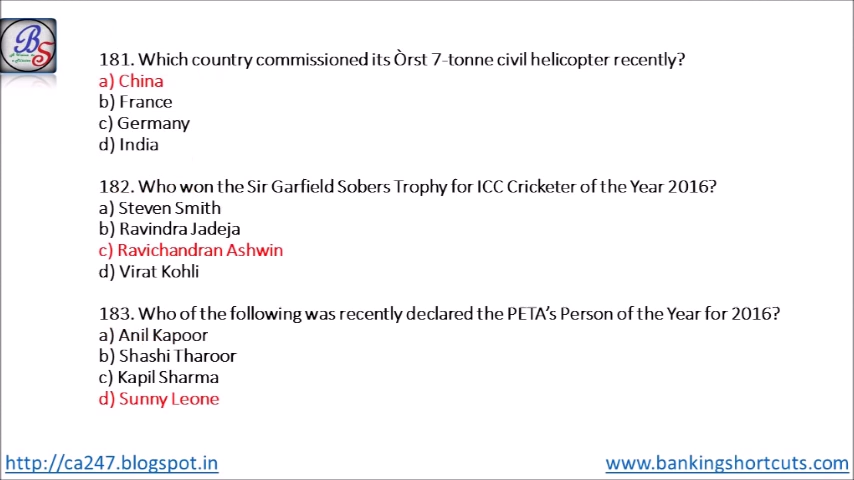 BS
181. Which country commissioned its Òrst 7-tonne civil helicopter recently?
a) China
b) France
c) Germany
d) India
182. Who won the Sir Garfield Sobers Trophy for ICC Cricketer of the Year 2016?
a) Steven Smith
b) Ravindra Jadeja
c) Ravichandran Ashwin
d) Virat Kohli
183. Who of the following was recently declared the PETA’s Person of the Year for 2016?
a) Anil Kapoor
b) Shashi Tharoor
c) Kapil Sharma
d) Sunny Leone
http://ca247.blogspot.in
www.bankingshortcuts.com